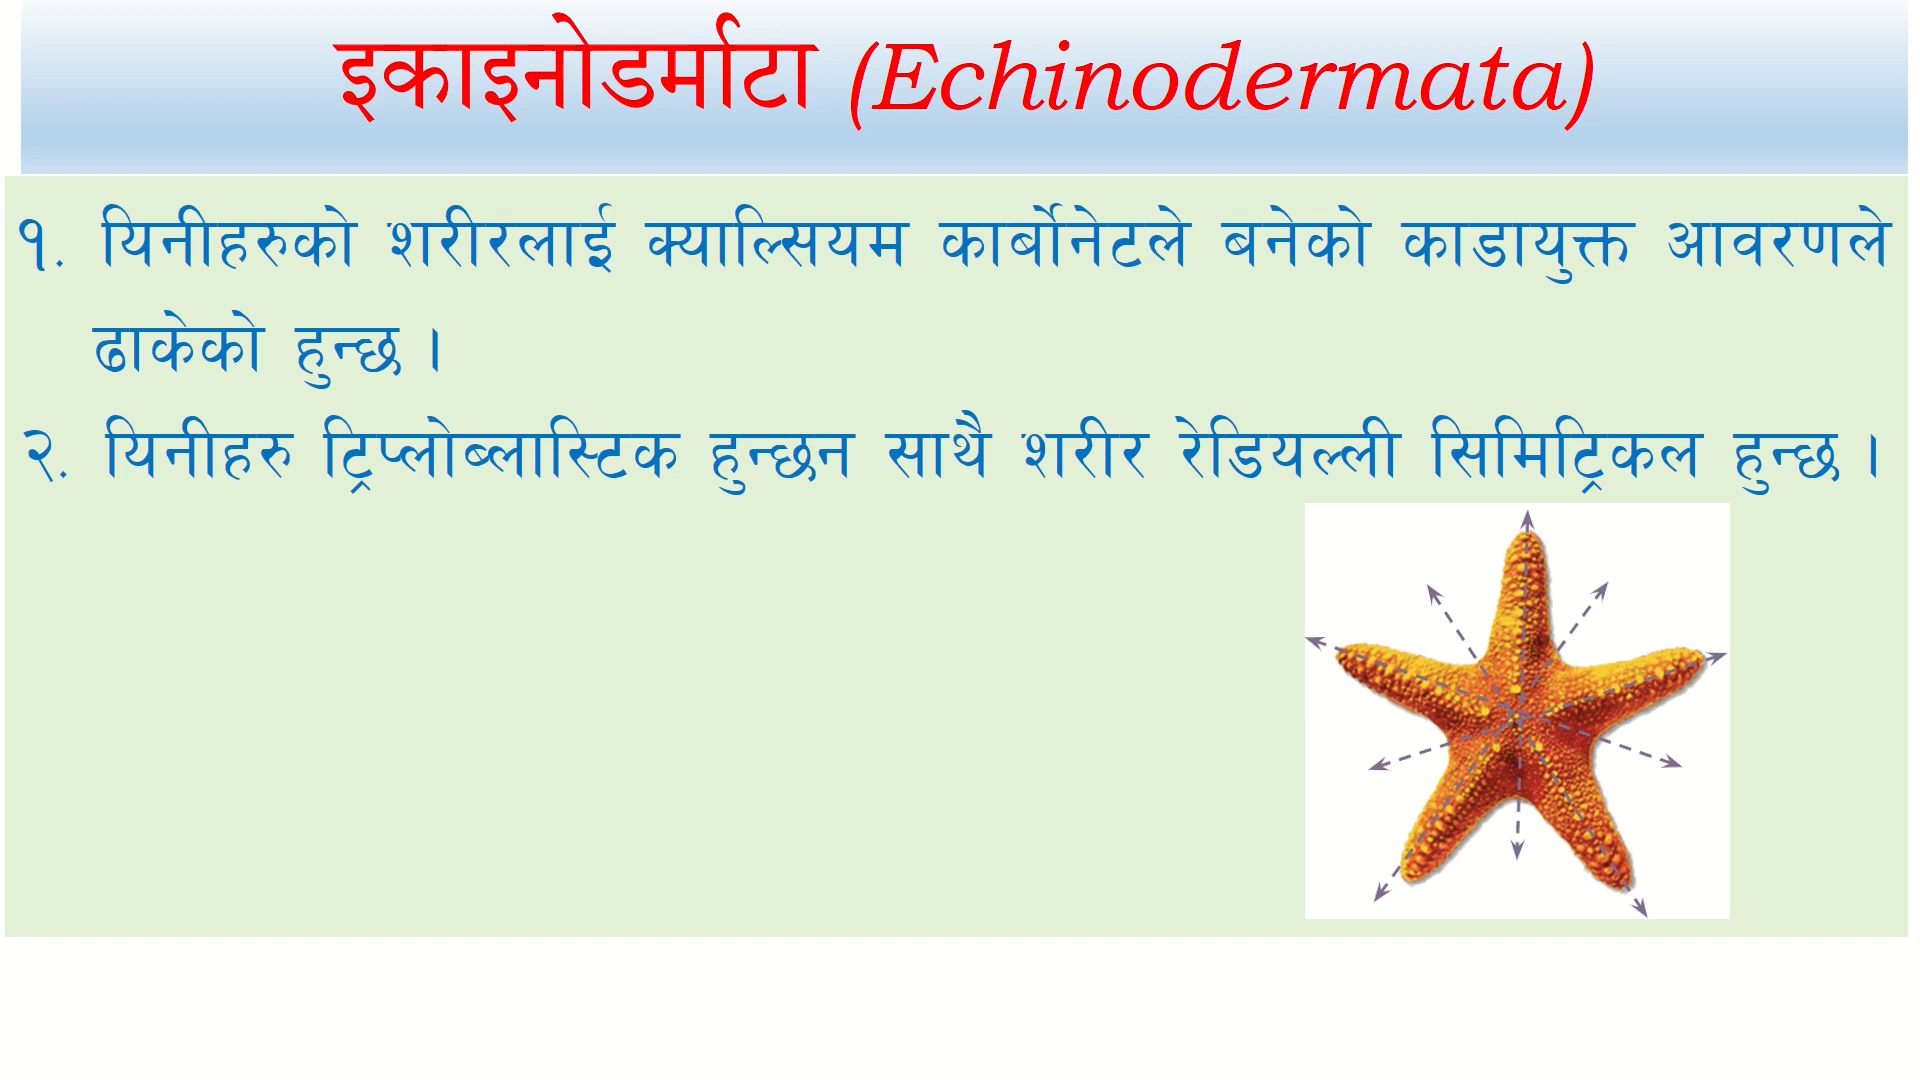 इकाइनोडर्माटा (Echinodermata)
१. यिनीहरुको शरीरलाई क्याल्सियम कार्बोनेटले बनेको काडायुक्त आवरणले
ढाकेको हुन्छ ।
२. यिनीहरु ट्रिप्लोब्लास्टिक हुन्छन साथै शरीर रेडियल्ली सिमिट्रिकल हुन्छ ।